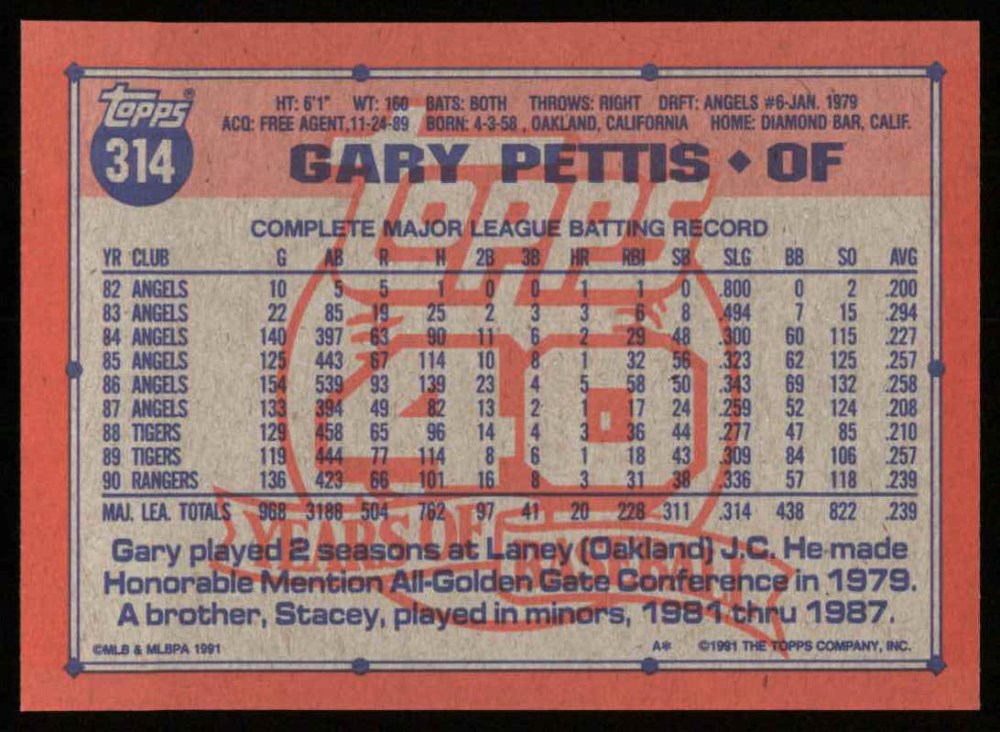 TOPPS®
314
HT: 6'1" WT: 160 BATS: BOTH THROWS: RIGHT DRFT: ANGELS #6-JAN. 1979
ACQ: FREE AGENT, 11-24-89 BORN: 4-3-58, OAKLAND, CALIFORNIA HOME: DIAMOND BAR, CALIF.
GARY PETTIS ◆ OF
COMPLETE MAJOR LEAGUE BATTING RECORD
YR CLUB G AB R H 2B 3B HR RBI SB SLG BB SO AVG
82 ANGELS 10 5 5 1 0 0 1 1 0 .800 0 2 .200
83 ANGELS 22 85 19 25 2 3 3 6 8 .494 7 15 .294
84 ANGELS 140 397 63 90 11 6 2 29 48 .300 60 115 .227
85 ANGELS 125 443 67 114 10 8 1 32 56 .323 62 125 .257
86 ANGELS 154 539 93 139 23 4 5 58 50 .343 69 132 .258
87 ANGELS 133 394 49 82 13 2 1 17 24 .259 52 124 .208
88 TIGERS 129 458 65 96 14 4 3 36 44 .277 47 85 .210
89 TIGERS 119 444 77 114 8 6 1 18 43 .309 84 106 .257
90 RANGERS 136 423 66 101 16 8 3 31 38 .336 57 118 .239
MAJ. LEA. TOTALS 968 3188 504 762 97 41 20 228 311 .314 438 822 .239
Gary played 2 seasons at Laney (Oakland) J.C. He made
Honorable Mention All-Golden Gate Conference in 1979.
A brother, Stacey, played in minors, 1981 thru 1987.
©MLB & MLBPA 1991 A* ©1991 THE TOPPS COMPANY, INC.
TOPPS
40
YEARS OF BASEBALL